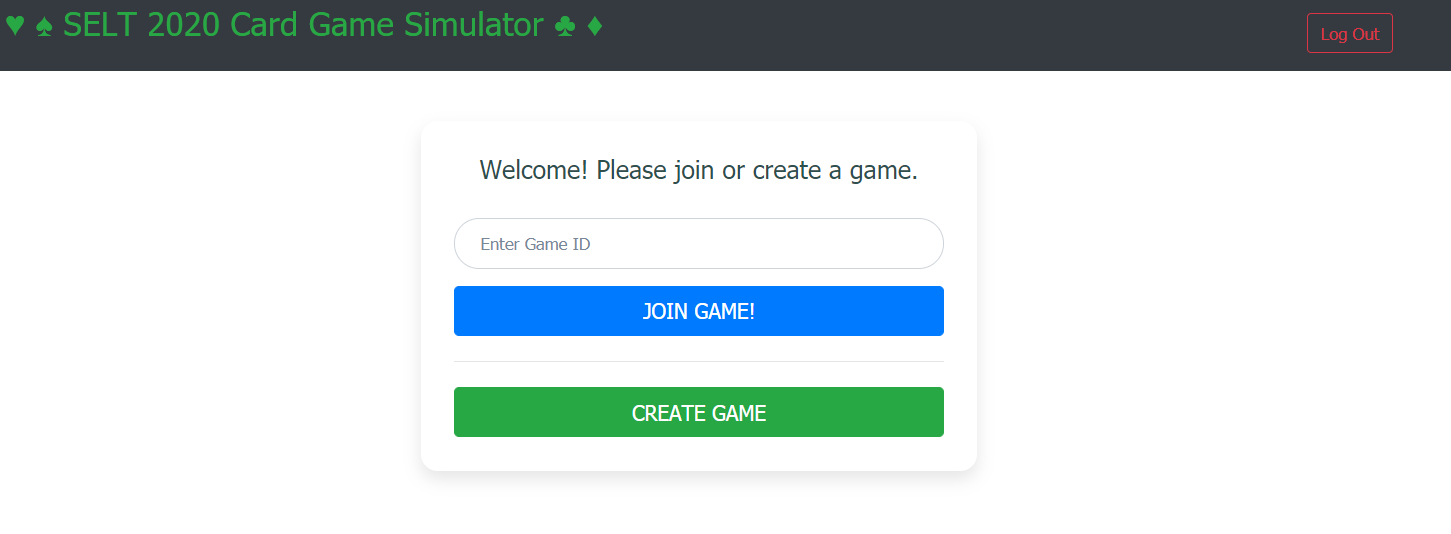 ♥ ♠ SELT 2020 Card Game Simulator ♣ ♦
Log Out
Welcome! Please join or create a game.
Enter Game ID
JOIN GAME!
CREATE GAME